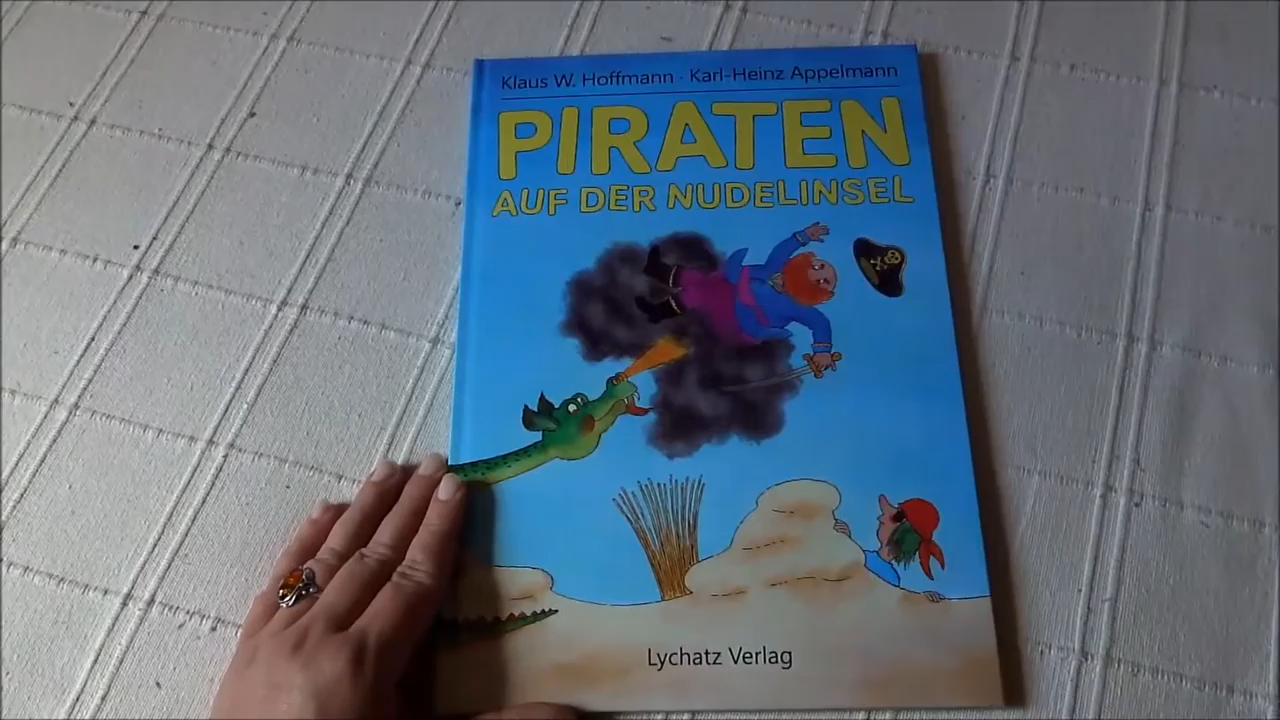 Klaus W. Hoffmann · Karl-Heinz Appelmann
PIRATEN
AUF DER NUDELINSEL
Lychatz Verlag